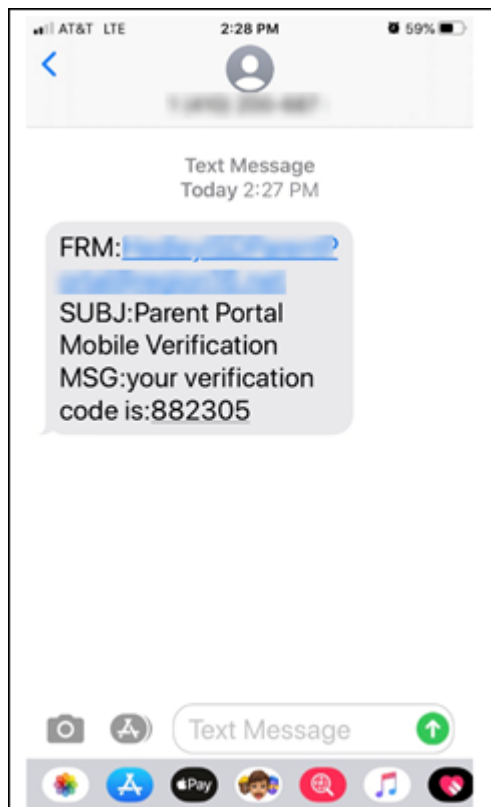 AT&T LTE
2:28 PM
59%
Text Message
Today 2:27 PM
FRM:
SUBJ:Parent Portal
Mobile Verification
MSG:your verification
code is:882305
Text Message
Pay